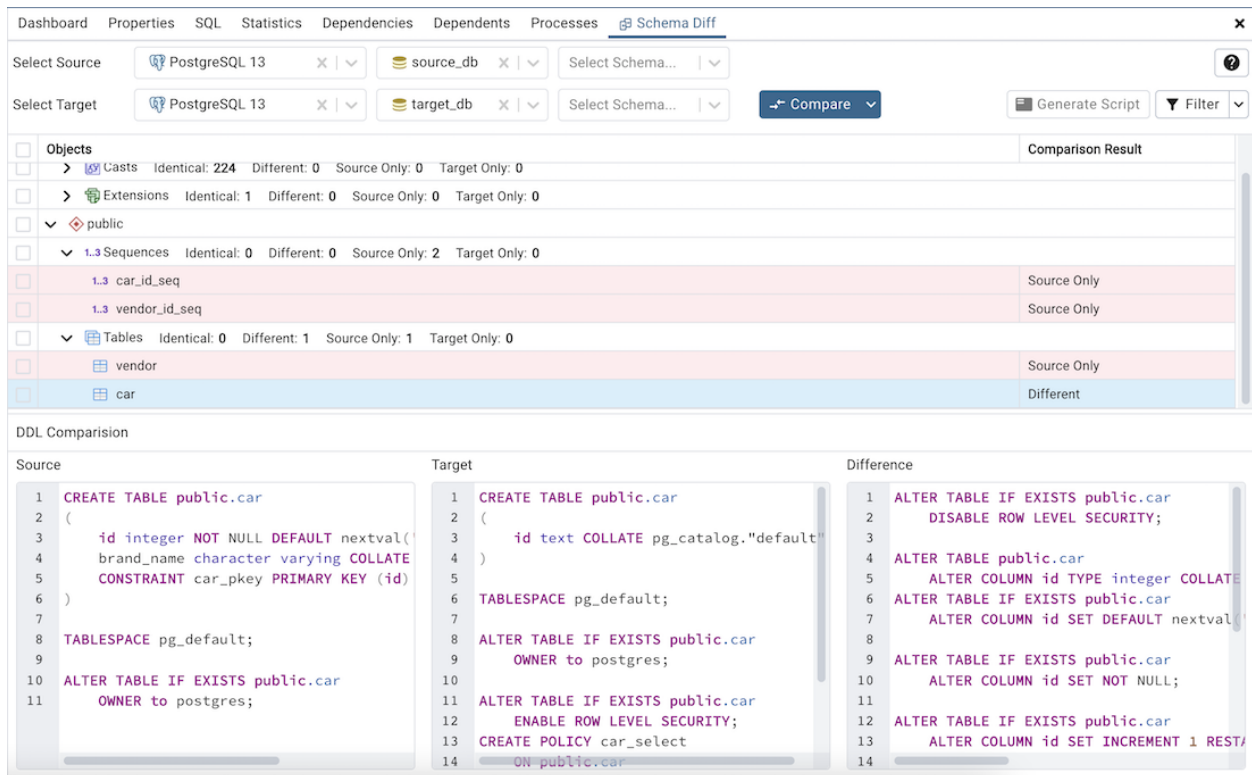 Dashboard Properties SQL Statistics Dependencies Dependents Processes Schema Diff
Select Source PostgreSQL 13 source_db Select Schema...
Select Target PostgreSQL 13 target_db Select Schema... Compare Generate Script Filter
Objects Comparison Result
Casts Identical: 224 Different: 0 Source Only: 0 Target Only: 0
Extensions Identical: 1 Different: 0 Source Only: 0 Target Only: 0
public
1..3 Sequences Identical: 0 Different: 0 Source Only: 2 Target Only: 0
1..3 car_id_seq Source Only
1..3 vendor_id_seq Source Only
Tables Identical: 0 Different: 1 Source Only: 1 Target Only: 0
vendor Source Only
car Different
DDL Comparision
Source
1 CREATE TABLE public.car
2 (
3 id integer NOT NULL DEFAULT nextval('
4 brand_name character varying COLLATE
5 CONSTRAINT car_pkey PRIMARY KEY (id)
6 )
7
8 TABLESPACE pg_default;
9
10 ALTER TABLE IF EXISTS public.car
11 OWNER to postgres;
Target
1 CREATE TABLE public.car
2 (
3 id text COLLATE pg_catalog."default"
4 )
5
6 TABLESPACE pg_default;
7
8 ALTER TABLE IF EXISTS public.car
9 OWNER to postgres;
10
11 ALTER TABLE IF EXISTS public.car
12 ENABLE ROW LEVEL SECURITY;
13 CREATE POLICY car_select
14 ON public.car
Difference
1 ALTER TABLE IF EXISTS public.car
2 DISABLE ROW LEVEL SECURITY;
3
4 ALTER TABLE public.car
5 ALTER COLUMN id TYPE integer COLLATE
6 ALTER TABLE IF EXISTS public.car
7 ALTER COLUMN id SET DEFAULT nextval(
8
9 ALTER TABLE IF EXISTS public.car
10 ALTER COLUMN id SET NOT NULL;
11
12 ALTER TABLE IF EXISTS public.car
13 ALTER COLUMN id SET INCREMENT 1
14